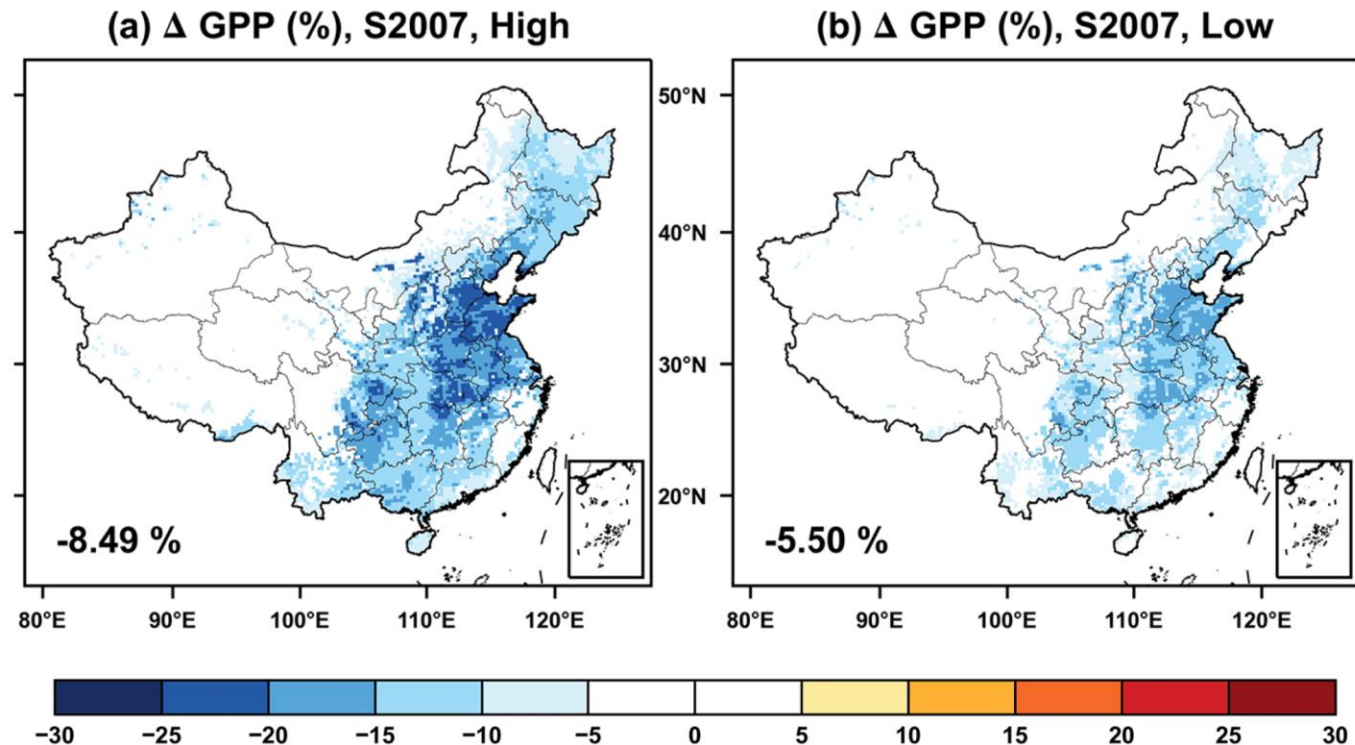 (a) Δ GPP (%), S2007, High
(b) Δ GPP (%), S2007, Low
50°N
40°N
30°N
20°N
-8.49 %
-5.50 %
80°E 90°E 100°E 110°E 120°E
80°E 90°E 100°E 110°E 120°E
−30 −25 −20 −15 −10 −5 0 5 10 15 20 25 30